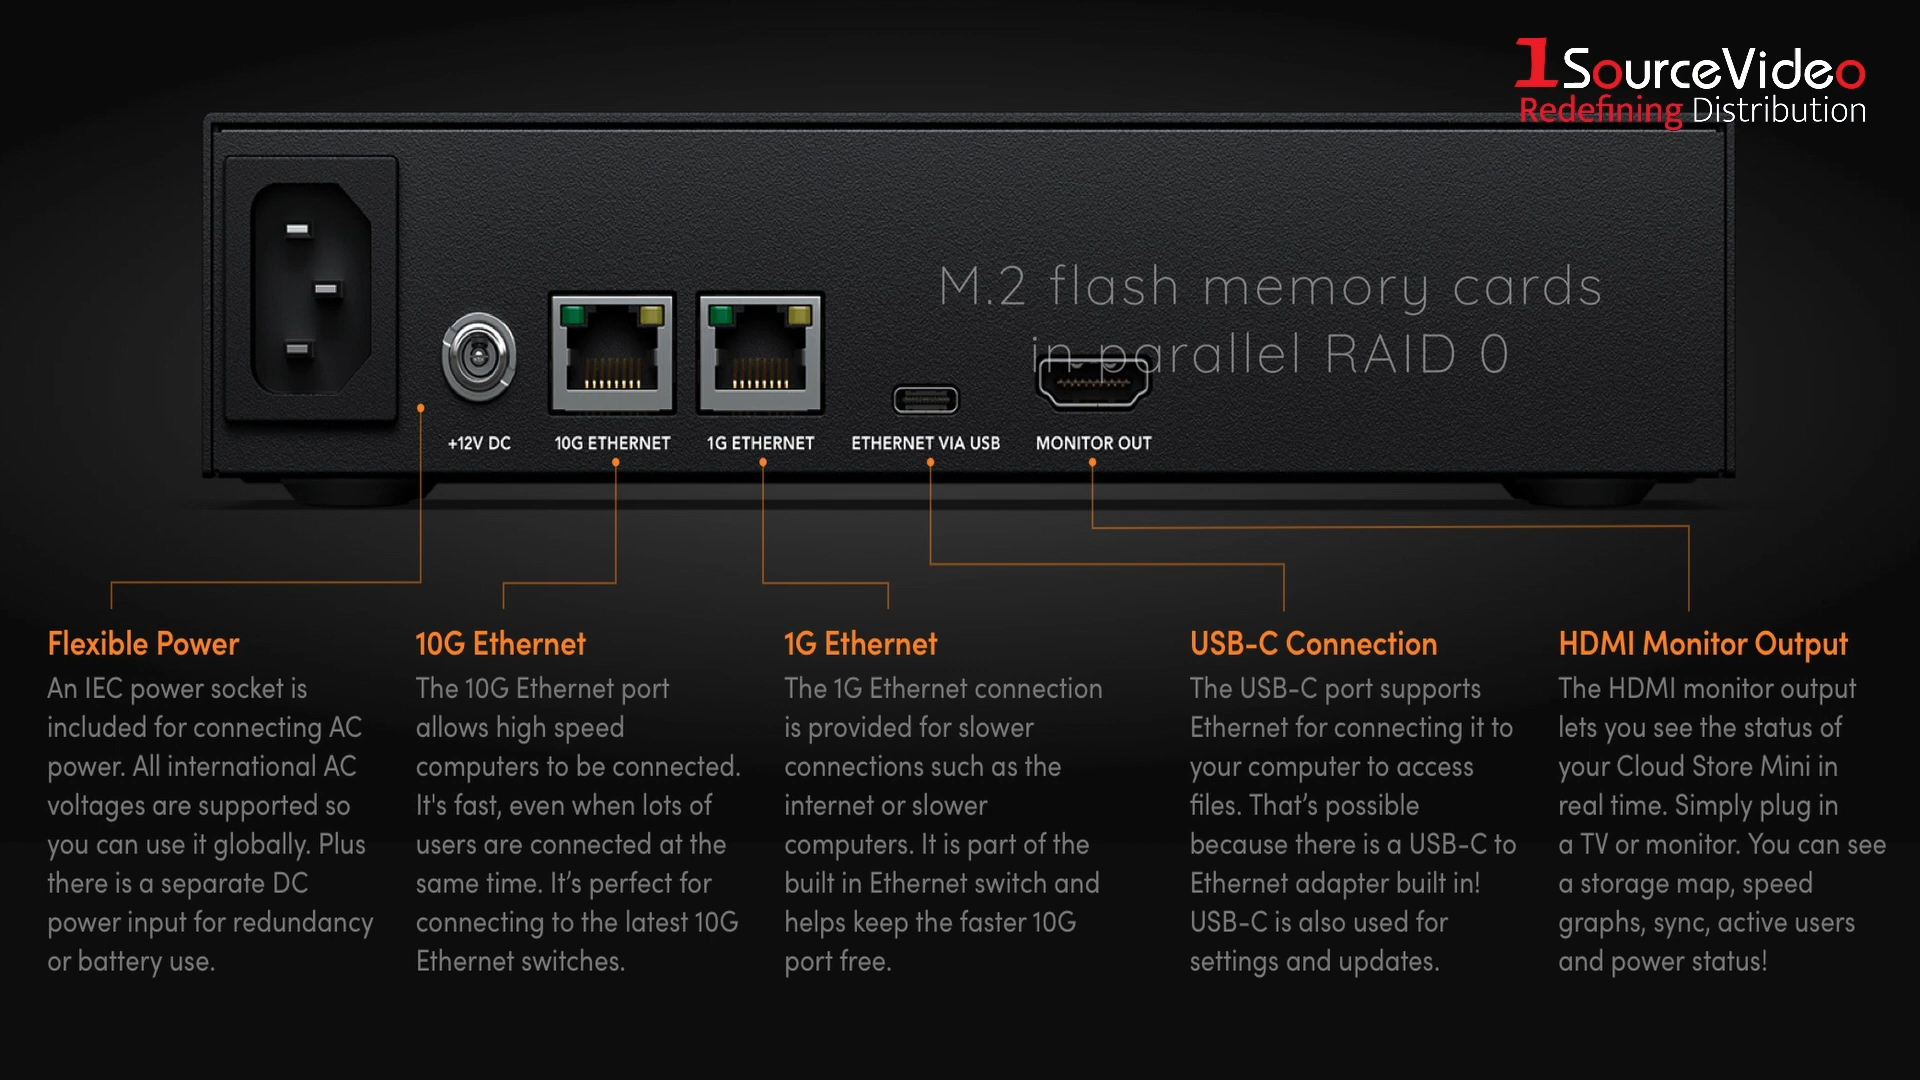 1SourceVideo
Redefining Distribution
M.2 flash memory cards
in parallel RAID 0
+12V DC
10G ETHERNET
1G ETHERNET
ETHERNET VIA USB
MONITOR OUT
Flexible Power
An IEC power socket is
included for connecting AC
power. All international AC
voltages are supported so
you can use it globally. Plus
there is a separate DC
power input for redundancy
or battery use.
10G Ethernet
The 10G Ethernet port
allows high speed
computers to be connected.
It's fast, even when lots of
users are connected at the
same time. It’s perfect for
connecting to the latest 10G
Ethernet switches.
1G Ethernet
The 1G Ethernet connection
is provided for slower
connections such as the
internet or slower
computers. It is part of the
built in Ethernet switch and
helps keep the faster 10G
port free.
USB-C Connection
The USB-C port supports
Ethernet for connecting it to
your computer to access
files. That’s possible
because there is a USB-C to
Ethernet adapter built in!
USB-C is also used for
settings and updates.
HDMI Monitor Output
The HDMI monitor output
lets you see the status of
your Cloud Store Mini in
real time. Simply plug in
a TV or monitor. You can see
a storage map, speed
graphs, sync, active users
and power status!